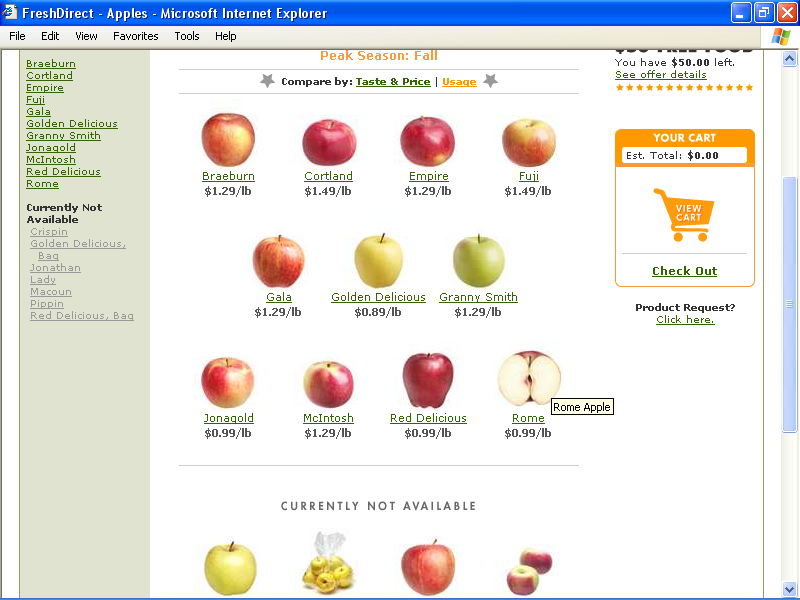 FreshDirect - Apples - Microsoft Internet Explorer
File Edit View Favorites Tools Help
Braeburn
Cortland
Empire
Fuji
Gala
Golden Delicious
Granny Smith
Jonagold
McIntosh
Red Delicious
Rome
Currently Not
Available
Crispin
Golden Delicious,
Bag
Jonathan
Lady
Macoun
Pippin
Red Delicious, Bag
Peak Season: Fall
Compare by: Taste & Price | Usage
Braeburn Cortland Empire Fuji
$1.29/lb $1.49/lb $1.29/lb $1.49/lb
Gala Golden Delicious Granny Smith
$1.29/lb $0.89/lb $1.29/lb
Jonagold McIntosh Red Delicious Rome
$0.99/lb $1.29/lb $0.99/lb $0.99/lb
Rome Apple
CURRENTLY NOT AVAILABLE
$50 FREE FOOD
You have $50.00 left.
See offer details
YOUR CART
Est. Total: $0.00
VIEW
CART
Check Out
Product Request?
Click here.